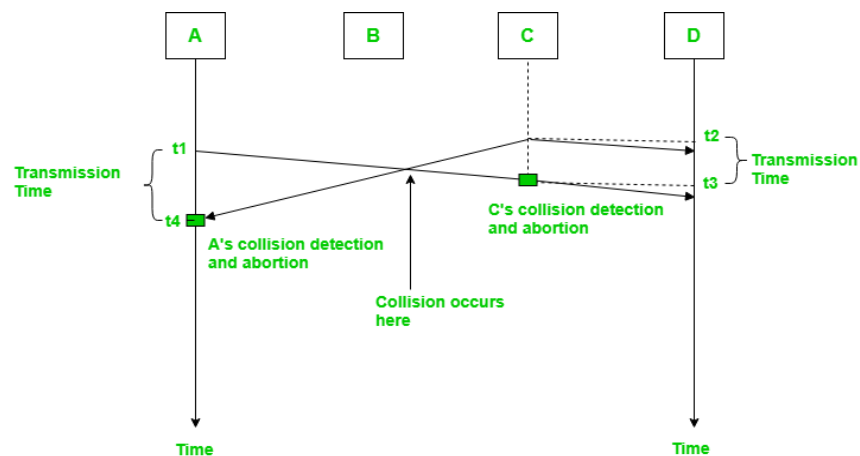 A
B
C
D
t1
t2
Transmission
Time
Transmission
Time
t3
t4
A's collision detection
and abortion
C's collision detection
and abortion
Collision occurs
here
Time
Time